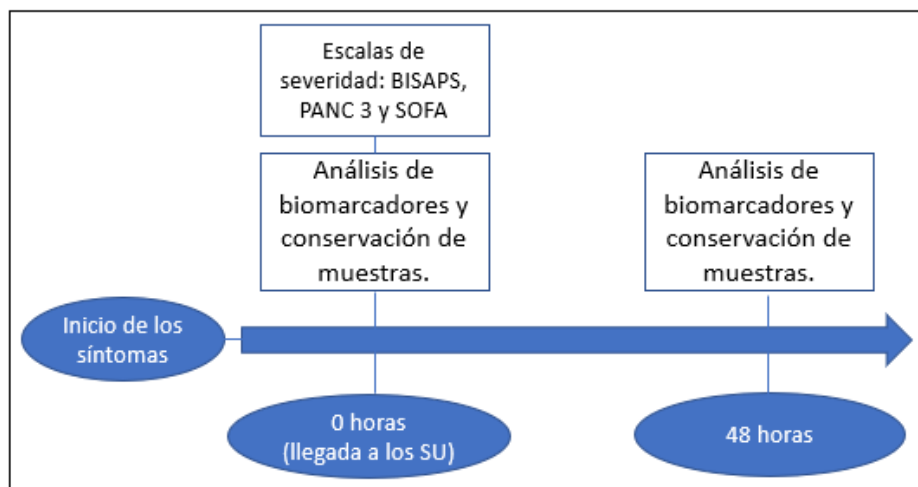 Escalas de
severidad: BISAPS,
PANC 3 y SOFA
Análisis de
biomarcadores y
conservación de
muestras.
Análisis de
biomarcadores y
conservación de
muestras.
Inicio de los
síntomas
0 horas
(llegada a los SU)
48 horas